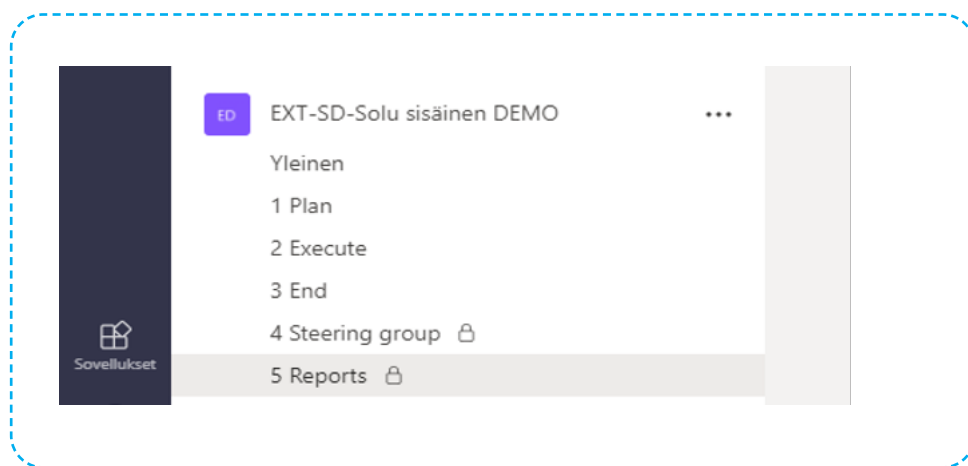 ED EXT-SD-Solu sisäinen DEMO ...
Yleinen
1 Plan
2 Execute
3 End
4 Steering group
Sovellukset
5 Reports